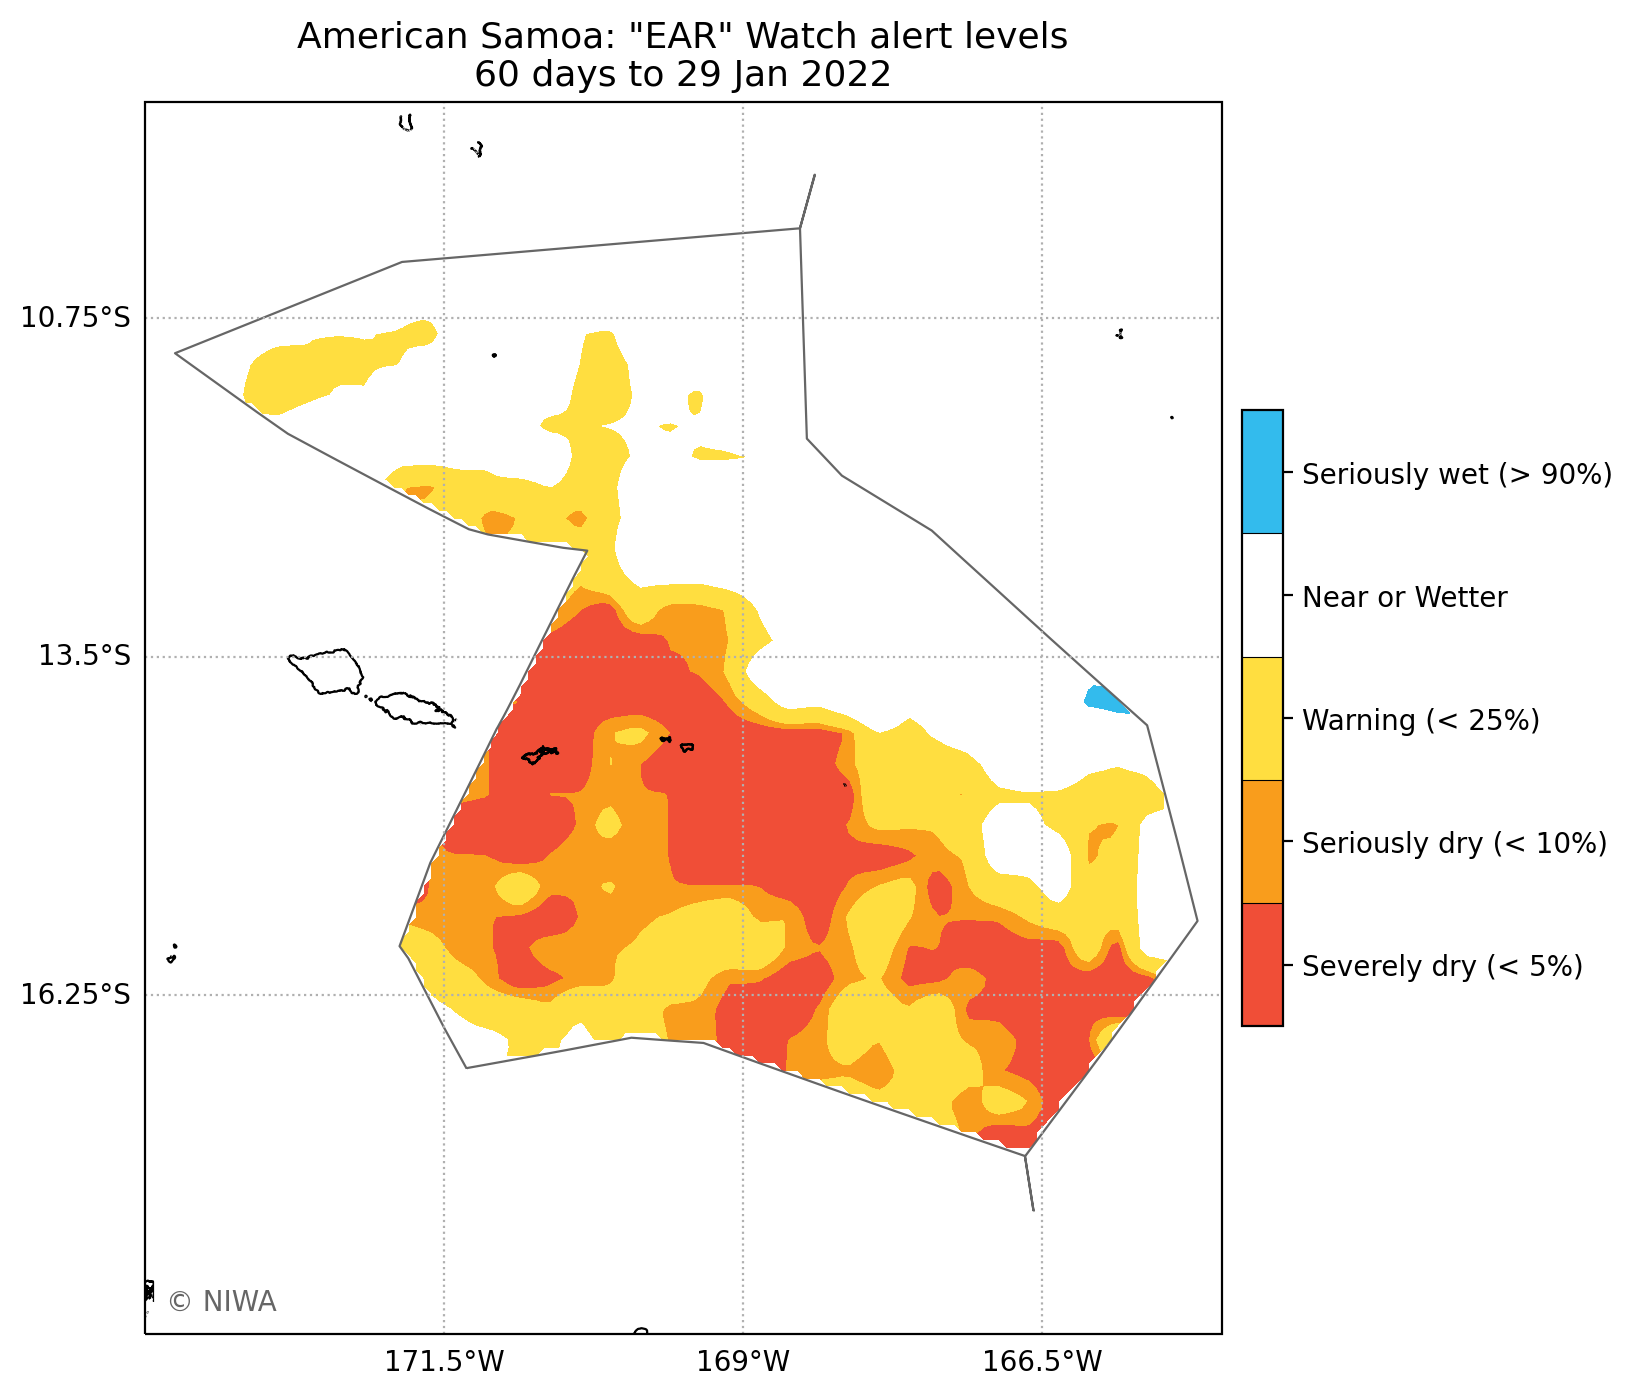 American Samoa: "EAR" Watch alert levels
60 days to 29 Jan 2022
10.75°S
13.5°S
16.25°S
171.5°W
169°W
166.5°W
Seriously wet (> 90%)
Near or Wetter
Warning (< 25%)
Seriously dry (< 10%)
Severely dry (< 5%)
© NIWA